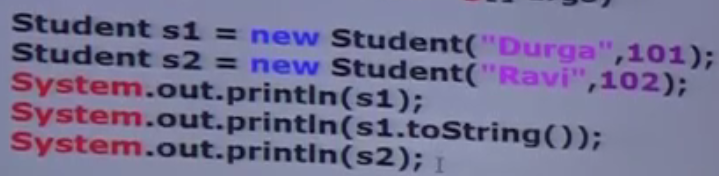 Student s1 = new Student("Durga",101);
Student s2 = new Student("Ravi",102);
System.out.println(s1);
System.out.println(s1.toString());
System.out.println(s2);